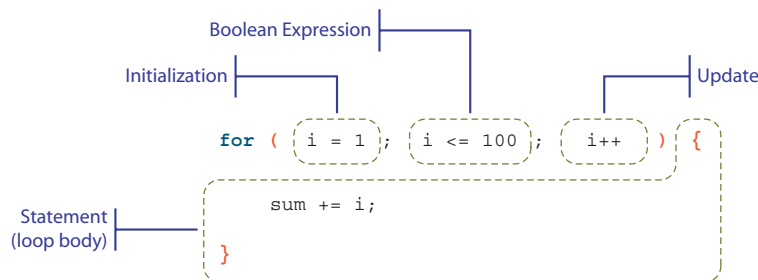 Boolean Expression
Initialization
Update
for ( i = 1; i <= 100; i++ ) {
sum += i;
Statement
(loop body)
}